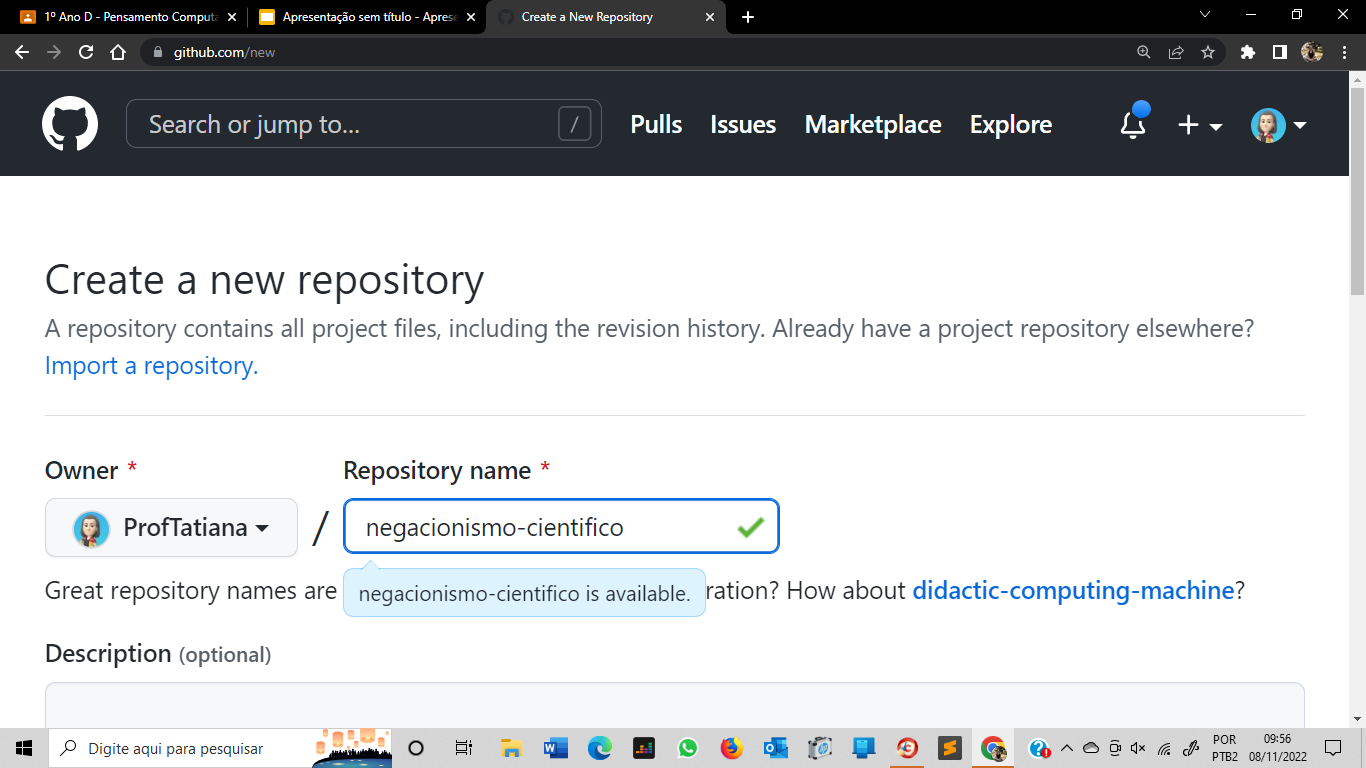 1º Ano D - Pensamento Computa
Apresentação sem título - Aprese
Create a New Repository
github.com/new
Search or jump to...
/
Pulls
Issues
Marketplace
Explore
Create a new repository
A repository contains all project files, including the revision history. Already have a project repository elsewhere?
Import a repository.
Owner *
Repository name *
ProfTatiana
/
negacionismo-cientifico
Great repository names are
negacionismo-cientifico is available.
ration? How about didactic-computing-machine?
Description (optional)
Digite aqui para pesquisar
POR
PTB2
09:56
08/11/2022